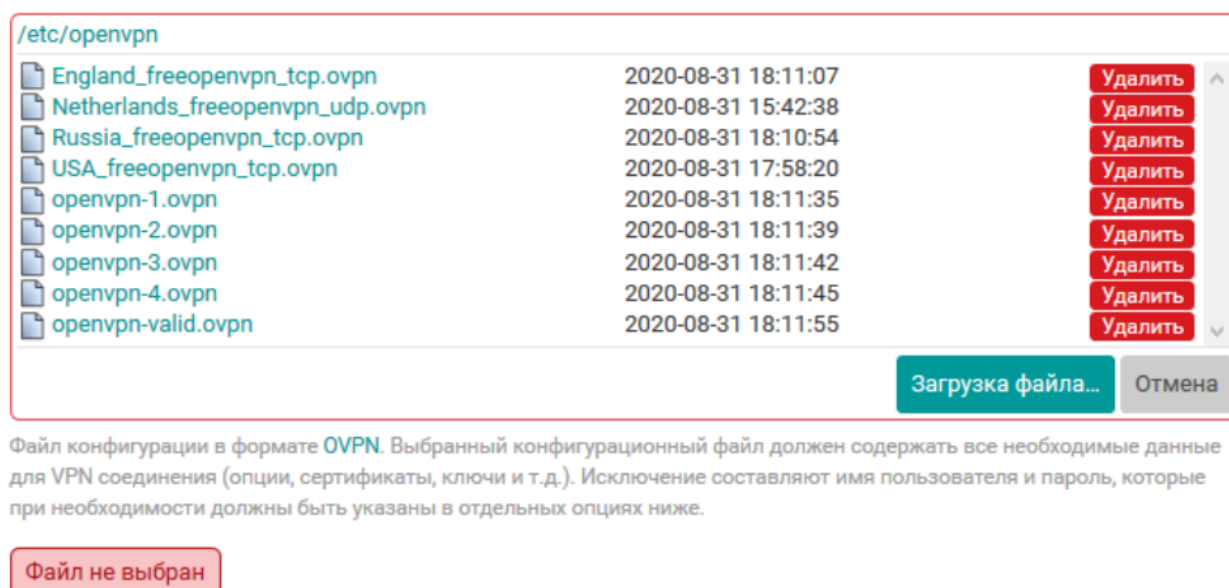 /etc/openvpn
England_freeopenvpn_tcp.ovpn 2020-08-31 18:11:07 Удалить
Netherlands_freeopenvpn_udp.ovpn 2020-08-31 15:42:38 Удалить
Russia_freeopenvpn_tcp.ovpn 2020-08-31 18:10:54 Удалить
USA_freeopenvpn_tcp.ovpn 2020-08-31 17:58:20 Удалить
openvpn-1.ovpn 2020-08-31 18:11:35 Удалить
openvpn-2.ovpn 2020-08-31 18:11:39 Удалить
openvpn-3.ovpn 2020-08-31 18:11:42 Удалить
openvpn-4.ovpn 2020-08-31 18:11:45 Удалить
openvpn-valid.ovpn 2020-08-31 18:11:55 Удалить
Загрузка файла... Отмена
Файл конфигурации в формате OVPN. Выбранный конфигурационный файл должен содержать все необходимые данные
для VPN соединения (опции, сертификаты, ключи и т.д.). Исключение составляют имя пользователя и пароль, которые
при необходимости должны быть указаны в отдельных опциях ниже.
Файл не выбран